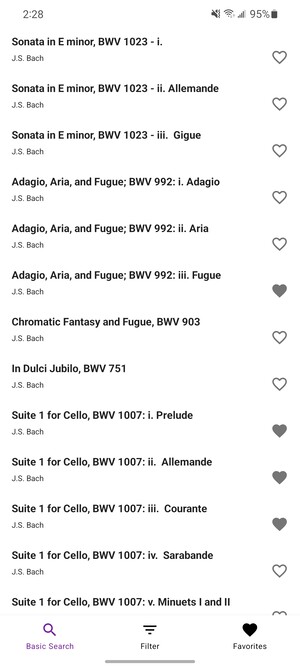 2:28
95%
Sonata in E minor, BWV 1023 - i.
J.S. Bach
Sonata in E minor, BWV 1023 - ii. Allemande
J.S. Bach
Sonata in E minor, BWV 1023 - iii.  Gigue
J.S. Bach
Adagio, Aria, and Fugue; BWV 992: i. Adagio
J.S. Bach
Adagio, Aria, and Fugue; BWV 992: ii. Aria
J.S. Bach
Adagio, Aria, and Fugue; BWV 992: iii. Fugue
J.S. Bach
Chromatic Fantasy and Fugue, BWV 903
J.S. Bach
In Dulci Jubilo, BWV 751
J.S. Bach
Suite 1 for Cello, BWV 1007: i. Prelude
J.S. Bach
Suite 1 for Cello, BWV 1007: ii.  Allemande
J.S. Bach
Suite 1 for Cello, BWV 1007: iii.  Courante
J.S. Bach
Suite 1 for Cello, BWV 1007: iv.  Sarabande
J.S. Bach
Suite 1 for Cello, BWV 1007: v. Minuets I and II
Basic Search
Filter
Favorites